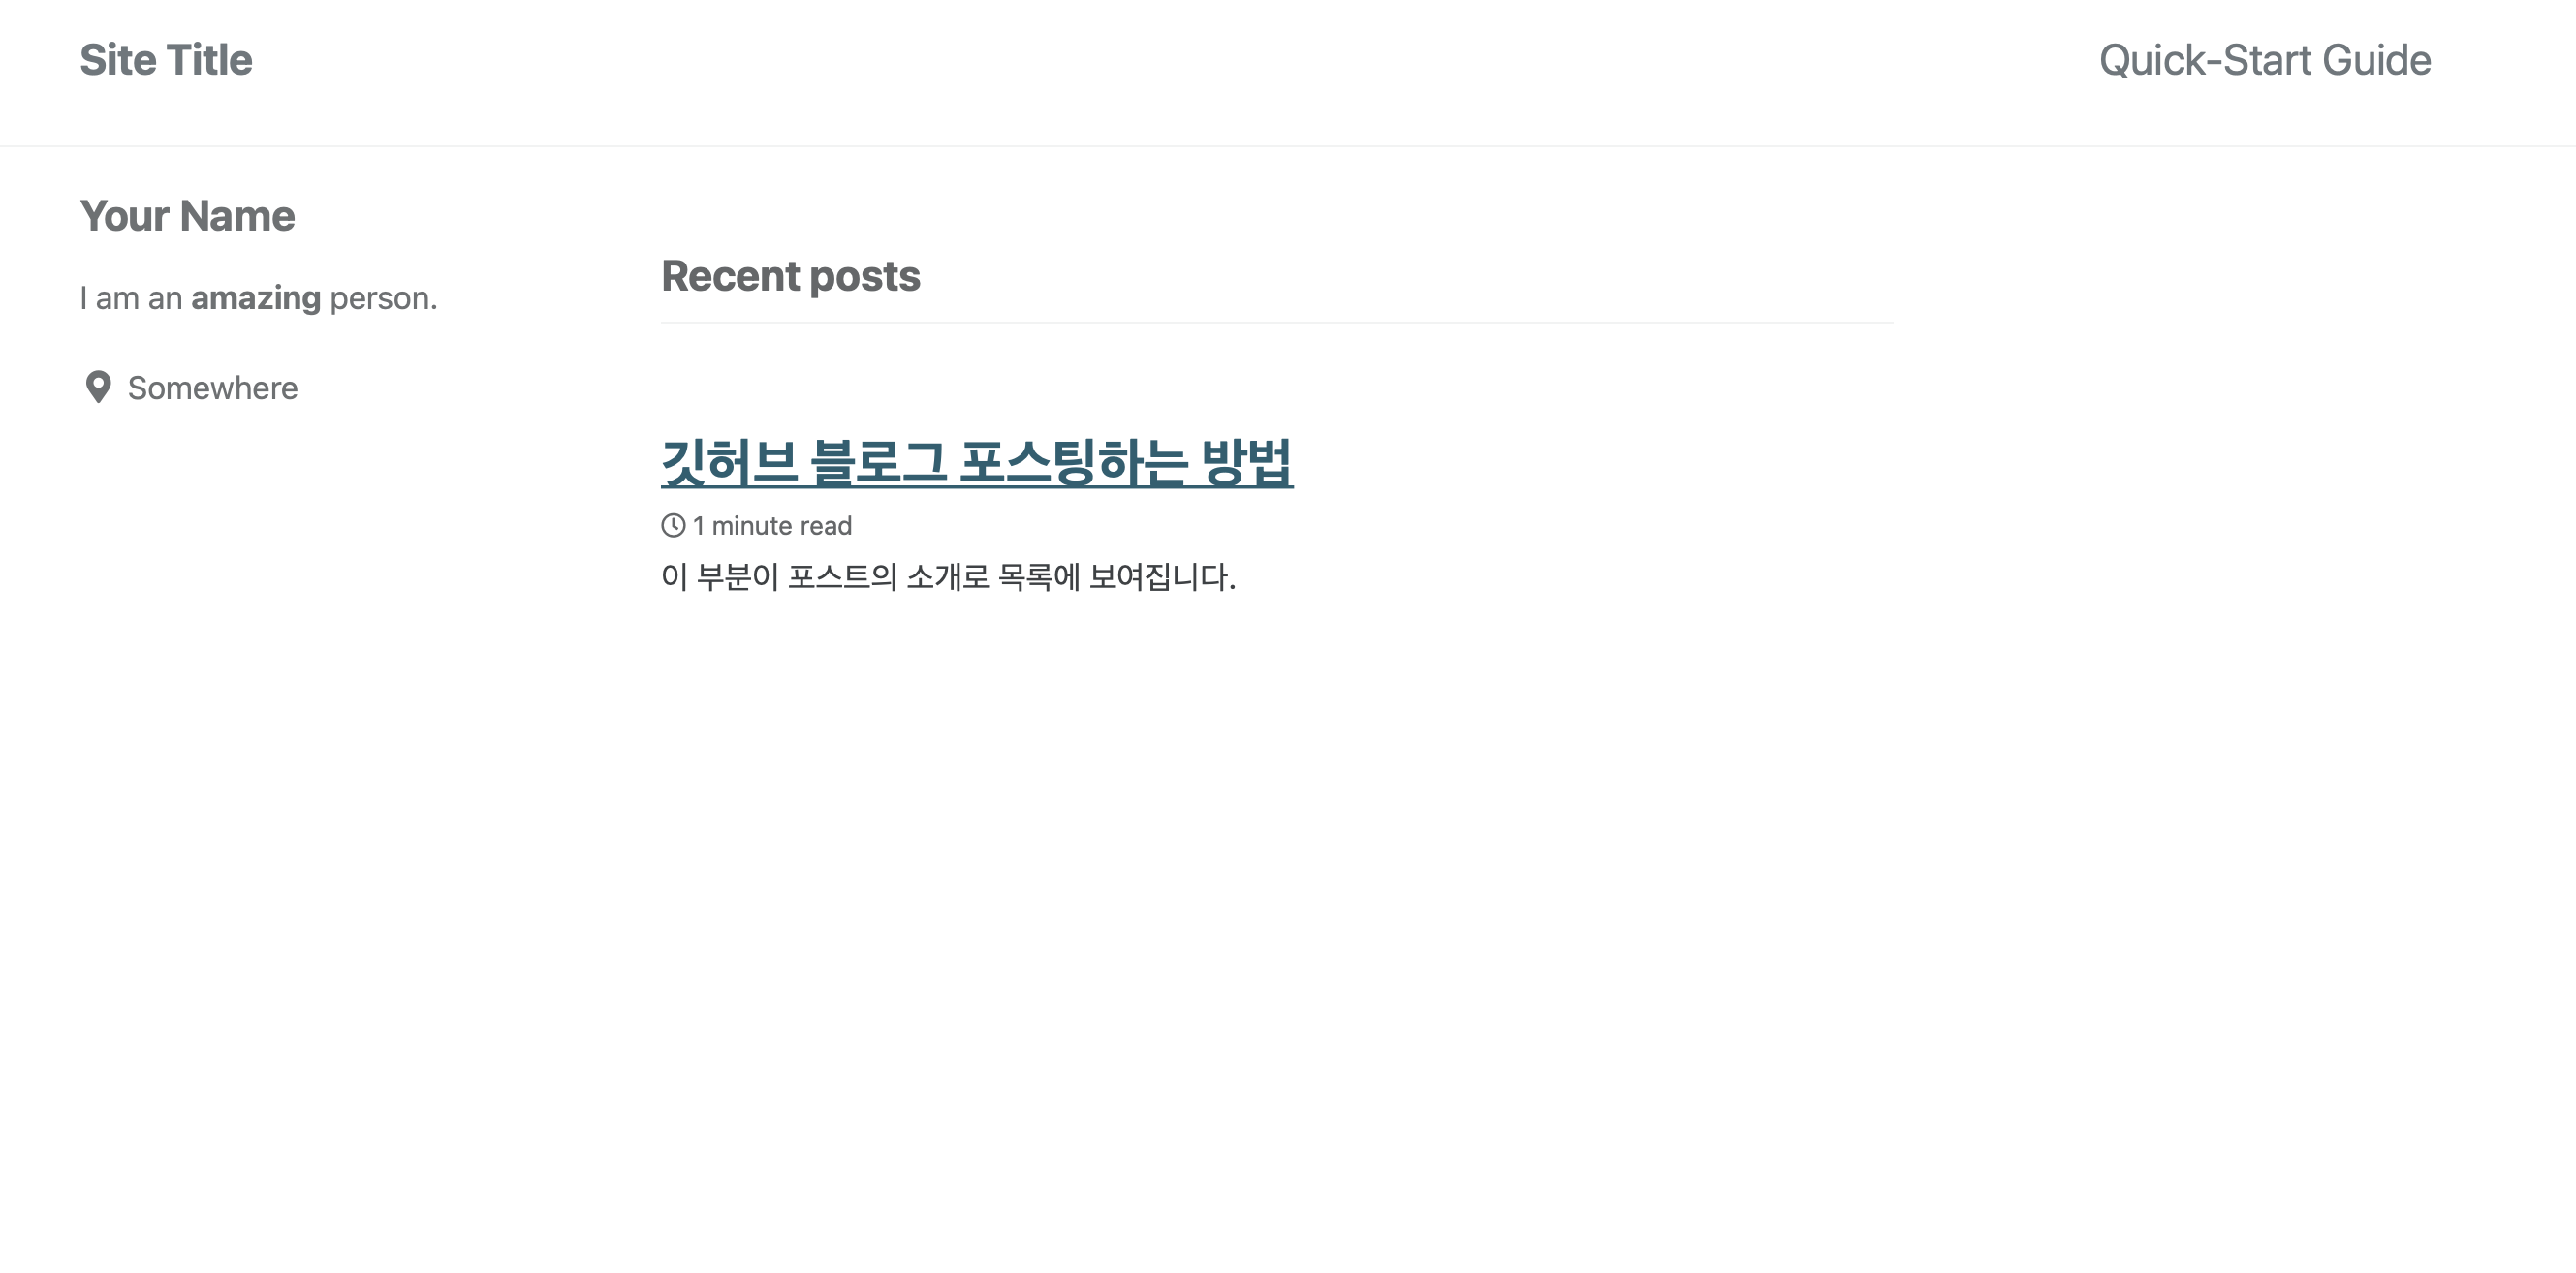 Site Title
Quick-Start Guide
Your Name
I am an amazing person.
Somewhere
Recent posts
깃허브 블로그 포스팅하는 방법
1 minute read
이 부분이 포스트의 소개로 목록에 보여집니다.